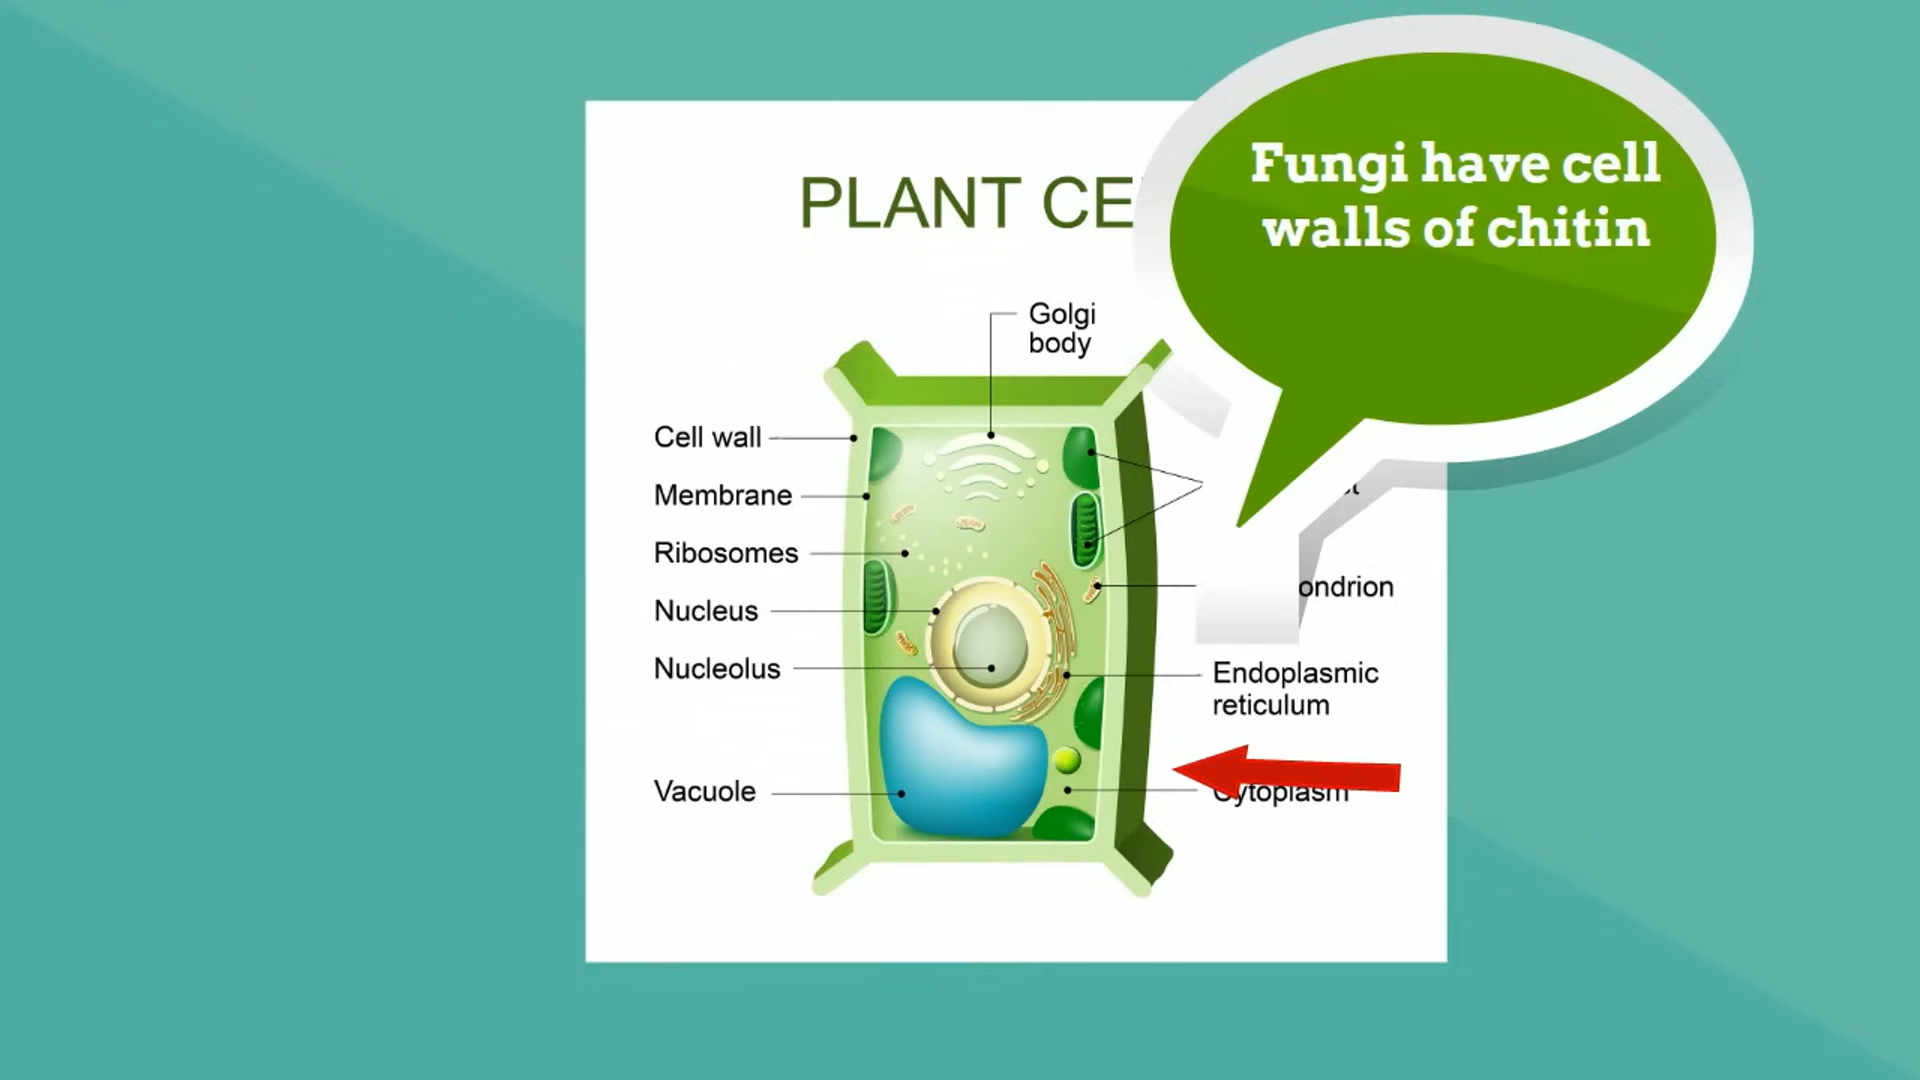 Fungi have cell
walls of chitin
PLANT CE
Golgi
body
Cell wall
Membrane
Ribosomes
Nucleus
Nucleolus
Vacuole
ondrion
Endoplasmic
reticulum
Cytoplasm